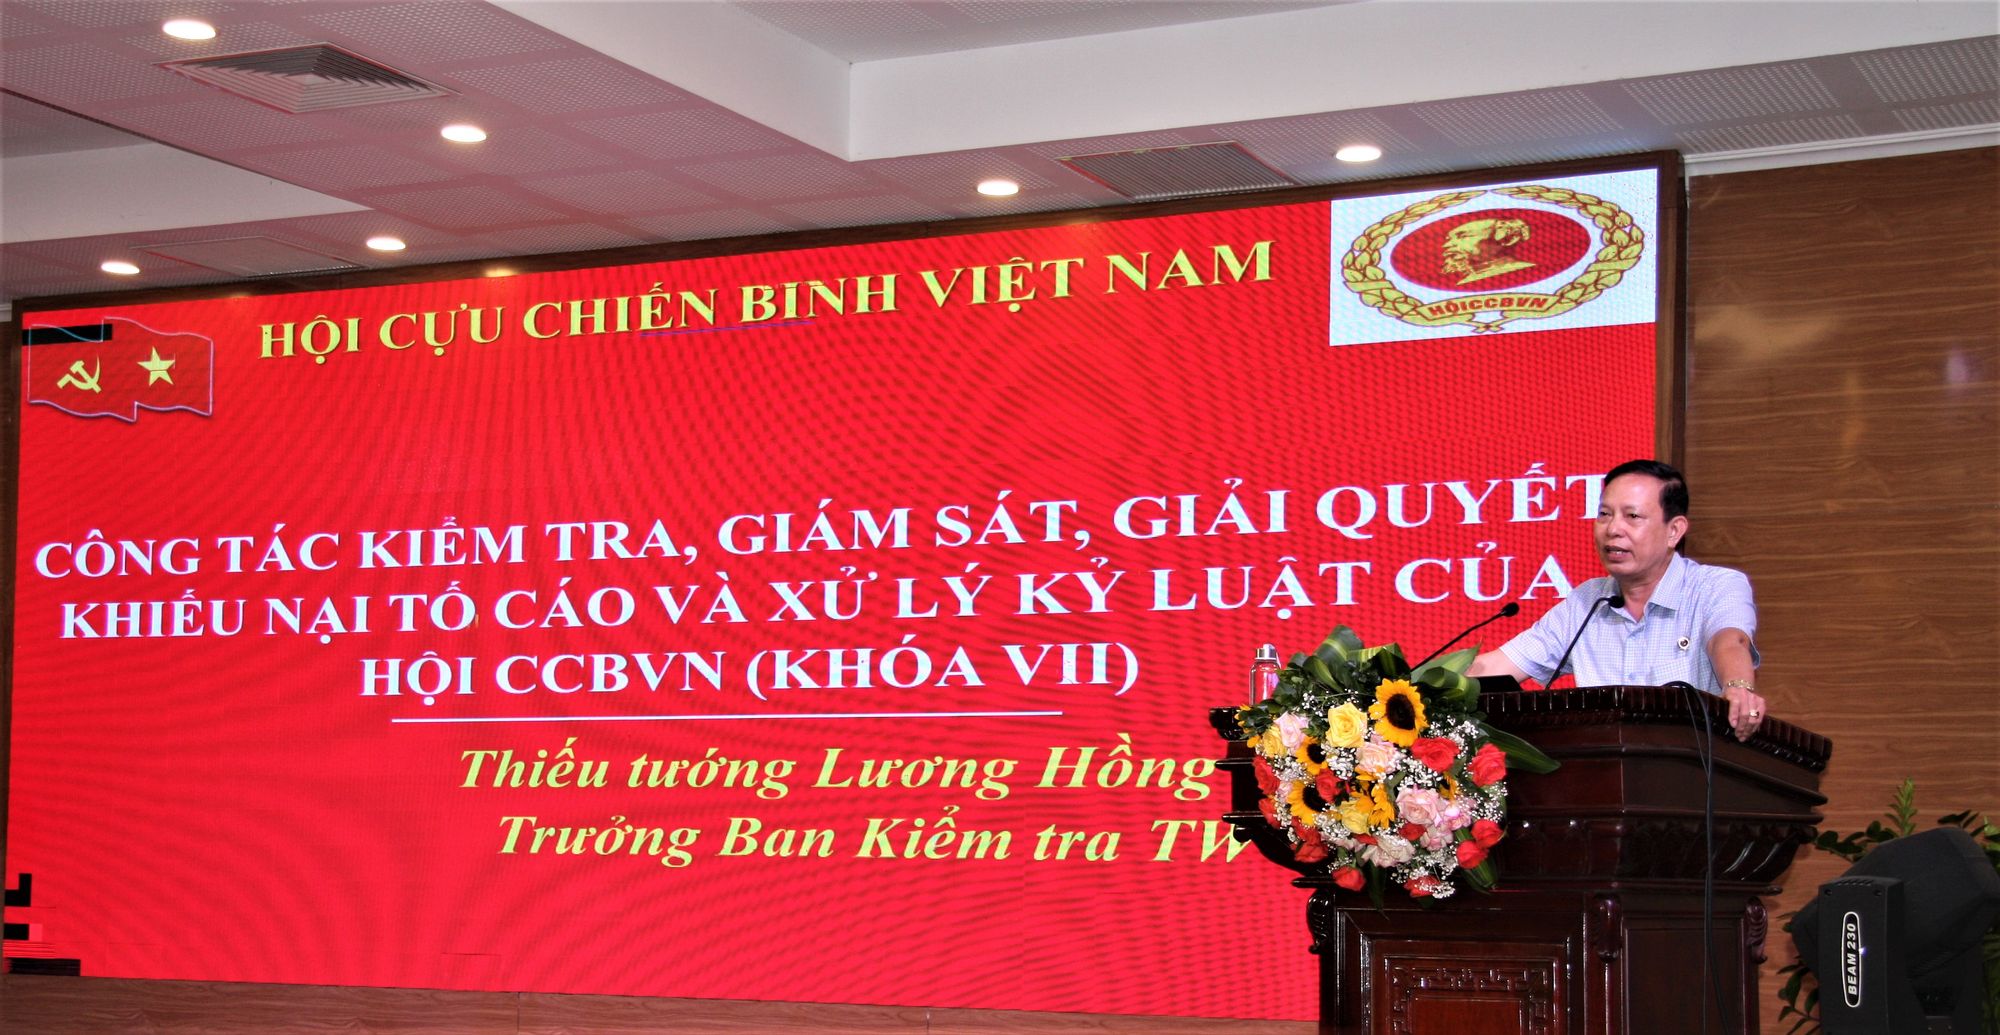 HỘI CỰU CHIẾN BINH VIỆT NAM
HỘI CCBVN
CÔNG TÁC KIỂM TRA, GIÁM SÁT, GIẢI QUYẾT
KHIẾU NẠI TỐ CÁO VÀ XỬ LÝ KỶ LUẬT CỦA
HỘI CCBVN (KHÓA VII)
Thiếu tướng Lương Hồng
Trưởng Ban Kiểm tra TW
BEAM 230